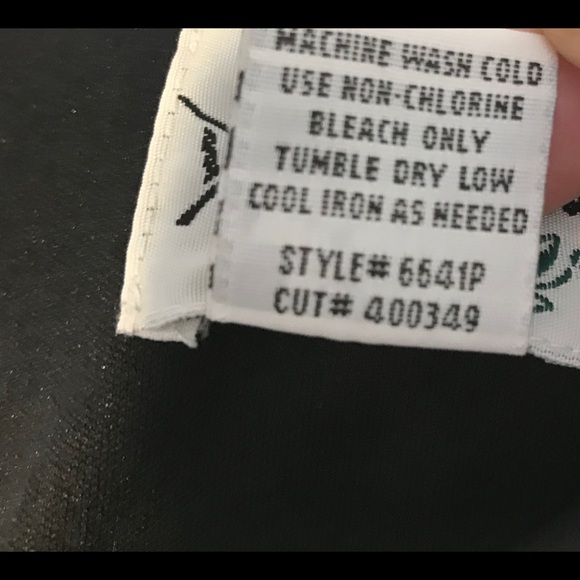 MACHINE WASH COLD
USE NON-CHLORINE
BLEACH ONLY
TUMBLE DRY LOW
COOL IRON AS NEEDED
STYLE# 6641P
CUT# 400349